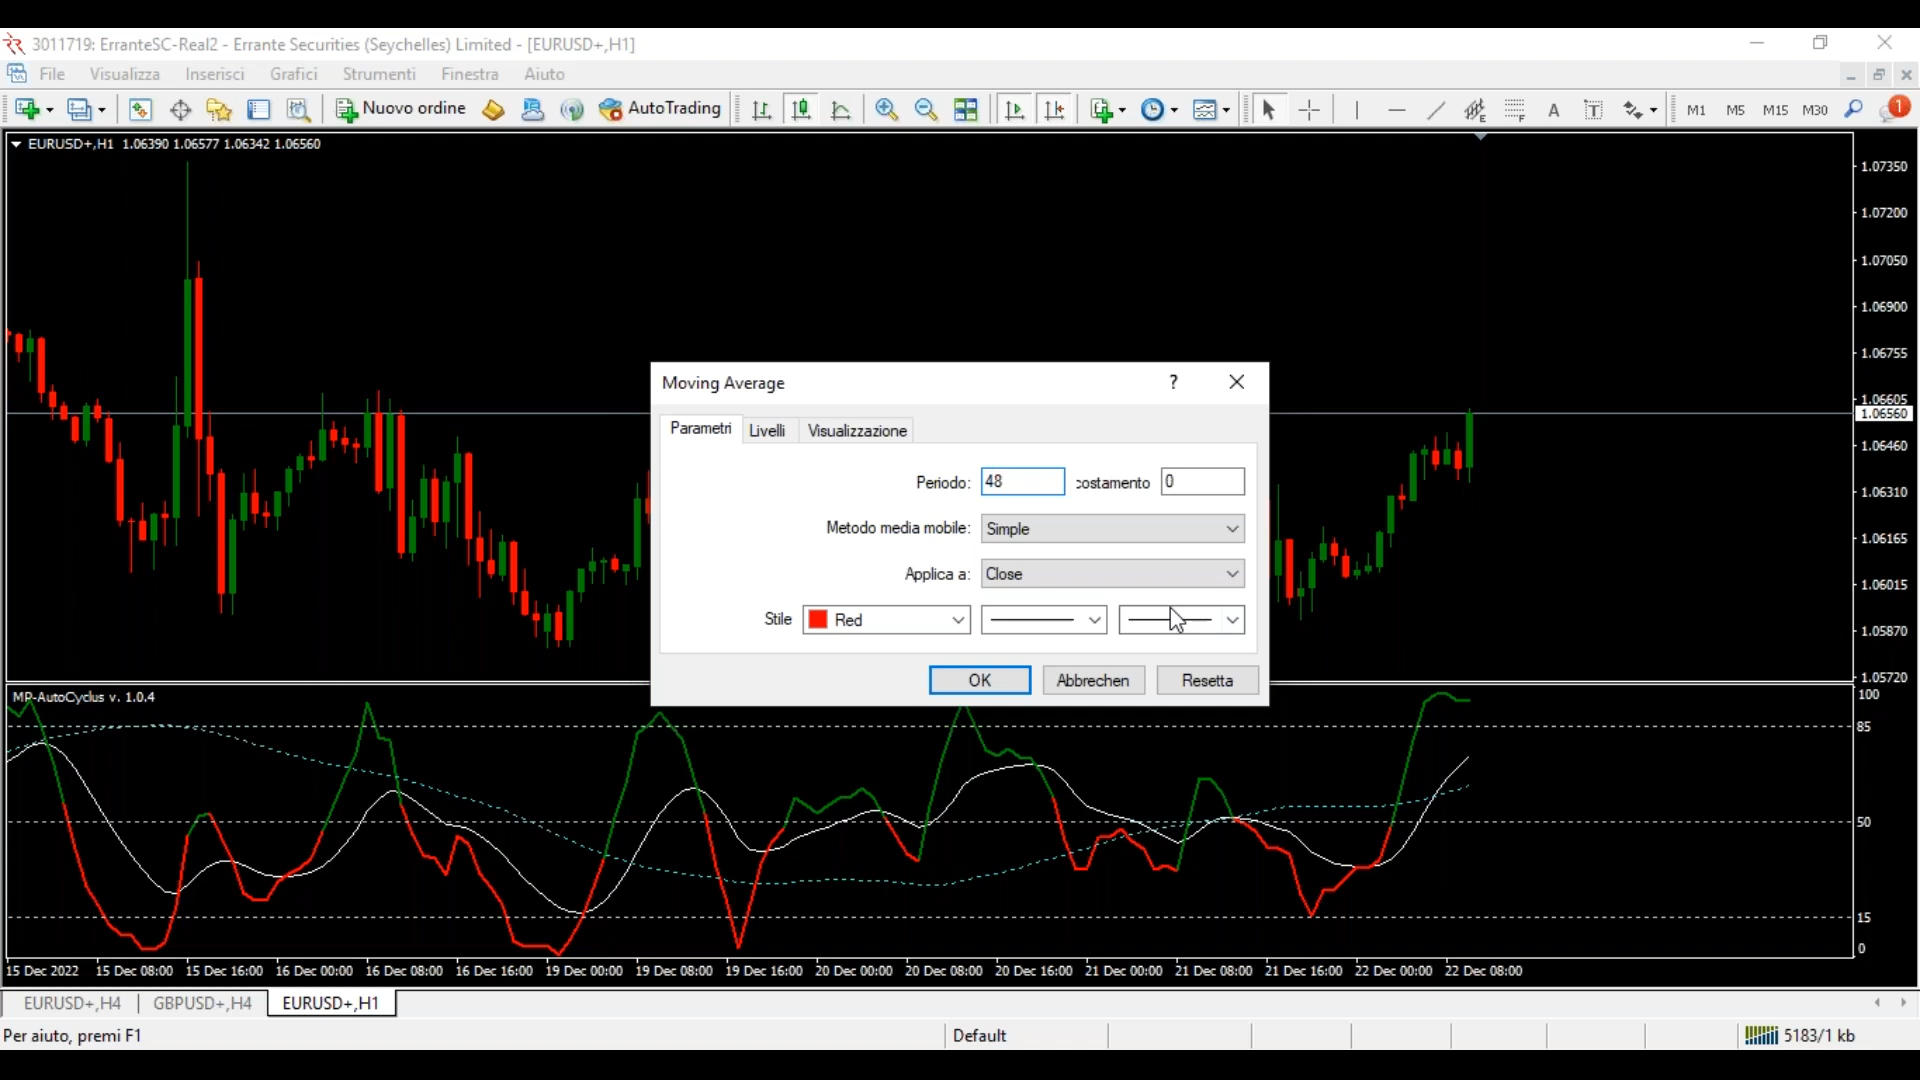 3011719: ErranteSC-Real2 - Errante Securities (Seychelles) Limited - [EURUSD+,H1]
File Visualizza Inserisci Grafici Strumenti Finestra Aiuto
Nuovo ordine AutoTrading A T M1 M5 M15 M30 1
EURUSD+,H1 1.06390 1.06577 1.06342 1.06560
1.07350
1.07200
1.07050
1.06900
1.06755
1.06605
1.06560
1.06460
1.06310
1.06165
1.06015
1.05870
1.05720
Moving Average ?
Parametri Livelli Visualizzazione
Periodo: 48 costamento 0
Metodo media mobile: Simple
Applica a: Close
Stile Red
OK Abbrechen Resetta
MP-AutoCyclus v. 1.0.4
100
85
50
15
0
15 Dec 2022 15 Dec 08:00 15 Dec 16:00 16 Dec 00:00 16 Dec 08:00 16 Dec 16:00 19 Dec 00:00 19 Dec 08:00 19 Dec 16:00 20 Dec 00:00 20 Dec 08:00 20 Dec 16:00 21 Dec 00:00 21 Dec 08:00 21 Dec 16:00 22 Dec 00:00 22 Dec 08:00
EURUSD+,H4 GBPUSD+,H4 EURUSD+,H1
Per aiuto, premi F1 Default 5183/1 kb